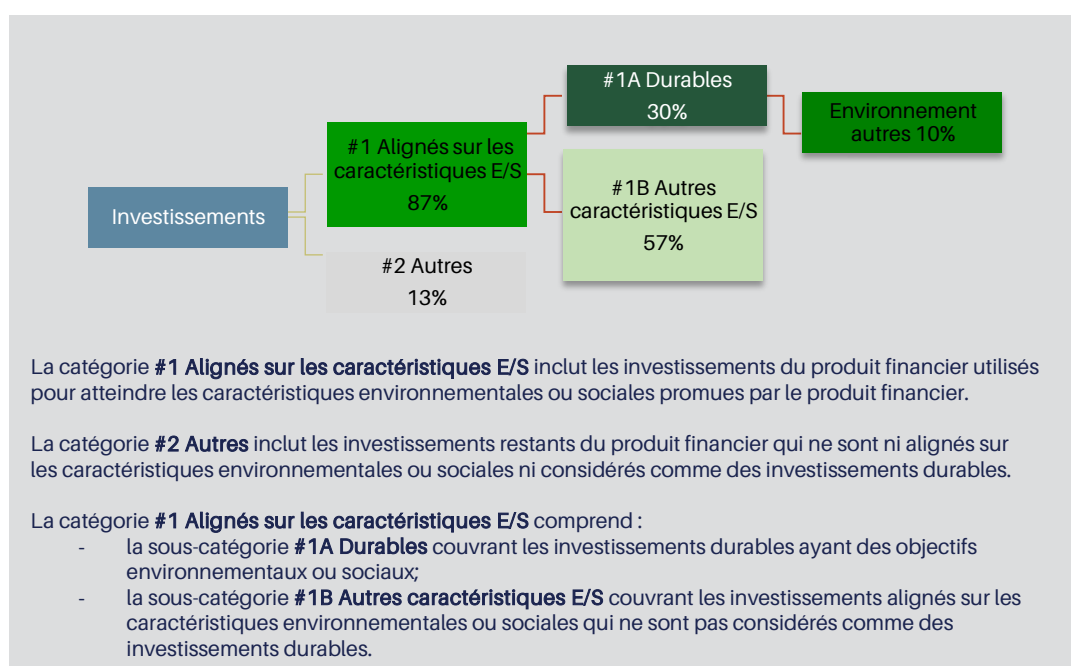 #1A Durables
30%
Environnement
autres 10%
#1 Alignés sur les
caractéristiques E/S
87%
#1B Autres
caractéristiques E/S
57%
Investissements
#2 Autres
13%
La catégorie #1 Alignés sur les caractéristiques E/S inclut les investissements du produit financier utilisés
pour atteindre les caractéristiques environnementales ou sociales promues par le produit financier.
La catégorie #2 Autres inclut les investissements restants du produit financier qui ne sont ni alignés sur
les caractéristiques environnementales ou sociales ni considérés comme des investissements durables.
La catégorie #1 Alignés sur les caractéristiques E/S comprend :
- la sous-catégorie #1A Durables couvrant les investissements durables ayant des objectifs
environnementaux ou sociaux;
- la sous-catégorie #1B Autres caractéristiques E/S couvrant les investissements alignés sur les
caractéristiques environnementales ou sociales qui ne sont pas considérés comme des
investissements durables.